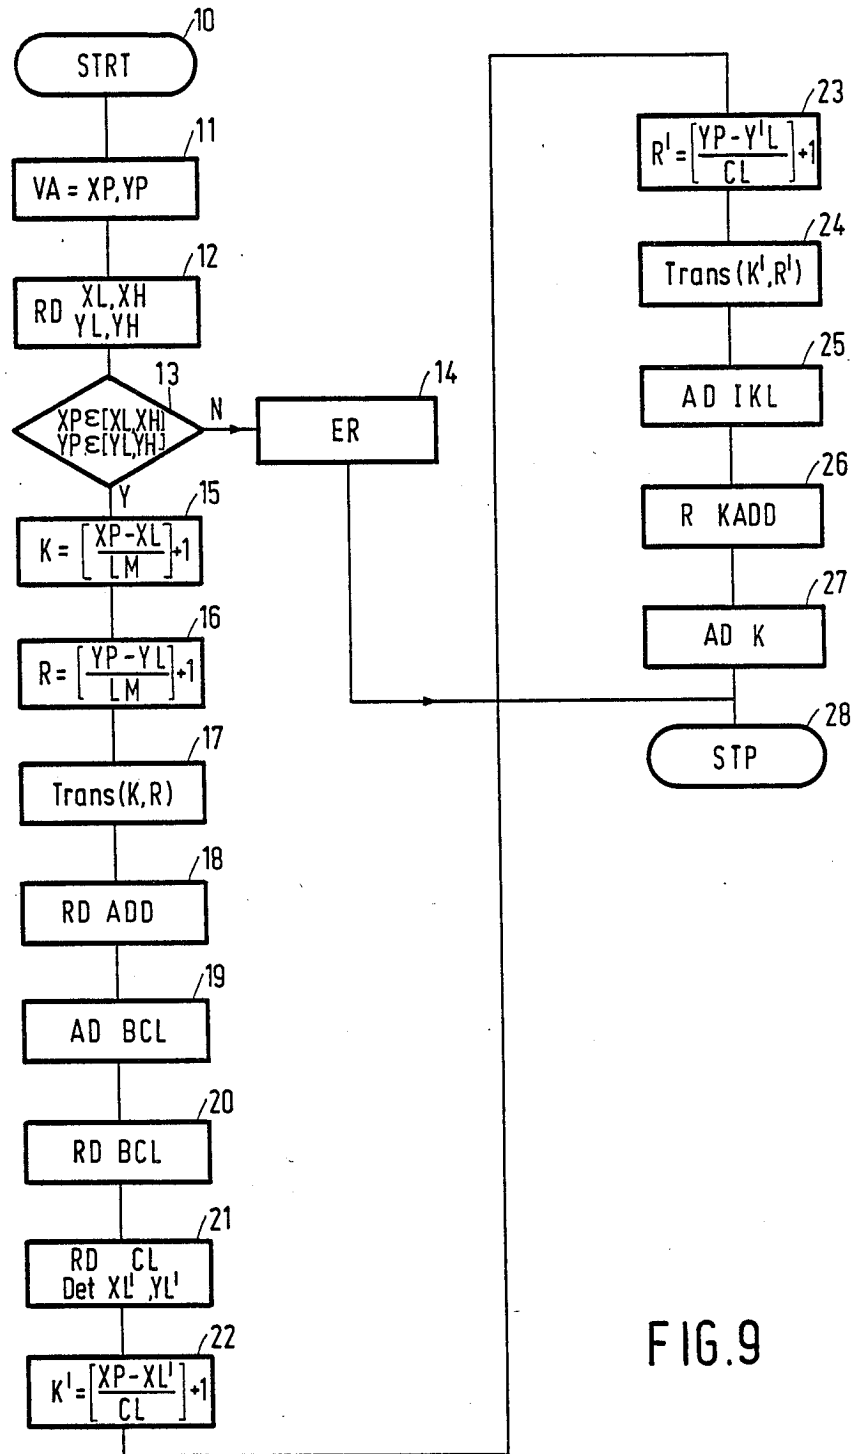 10
STRT
11
VA = XP, YP
12
RD XL, XH
YL, YH
13
XP ε [XL, XH]
YP ε [YL, YH]
N
14
ER
Y
15
K = [XP - XL / LM] + 1
16
R = [YP - YL / LM] + 1
17
Trans (K, R)
18
RD ADD
19
AD BCL
20
RD BCL
21
RD CL
Det XL', YL'
22
K' = [XP - XL' / CL] + 1
23
R' = [YP - Y'L / CL] + 1
24
Trans (K', R')
25
AD IKL
26
R KADD
27
AD K
28
STP
FIG.9